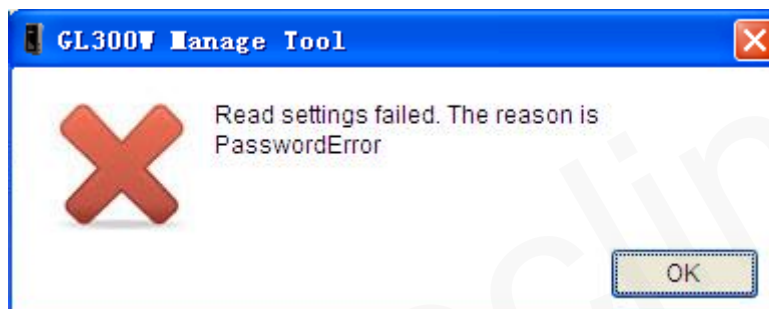 GL300W Manage Tool
Read settings failed. The reason is
PasswordError
OK